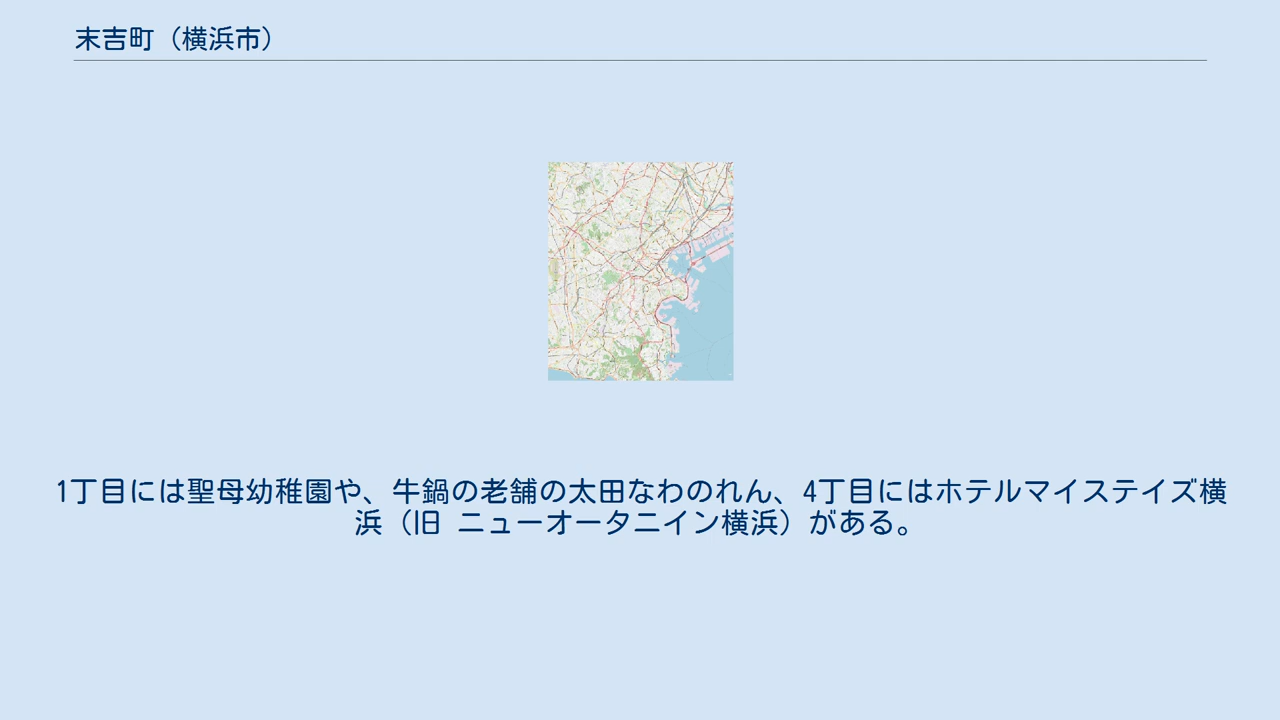 末吉町（横浜市）
1丁目には聖母幼稚園や、牛鍋の老舗の太田なわのれん、4丁目にはホテルマイステイズ横
浜（旧 ニューオータニイン横浜）がある。